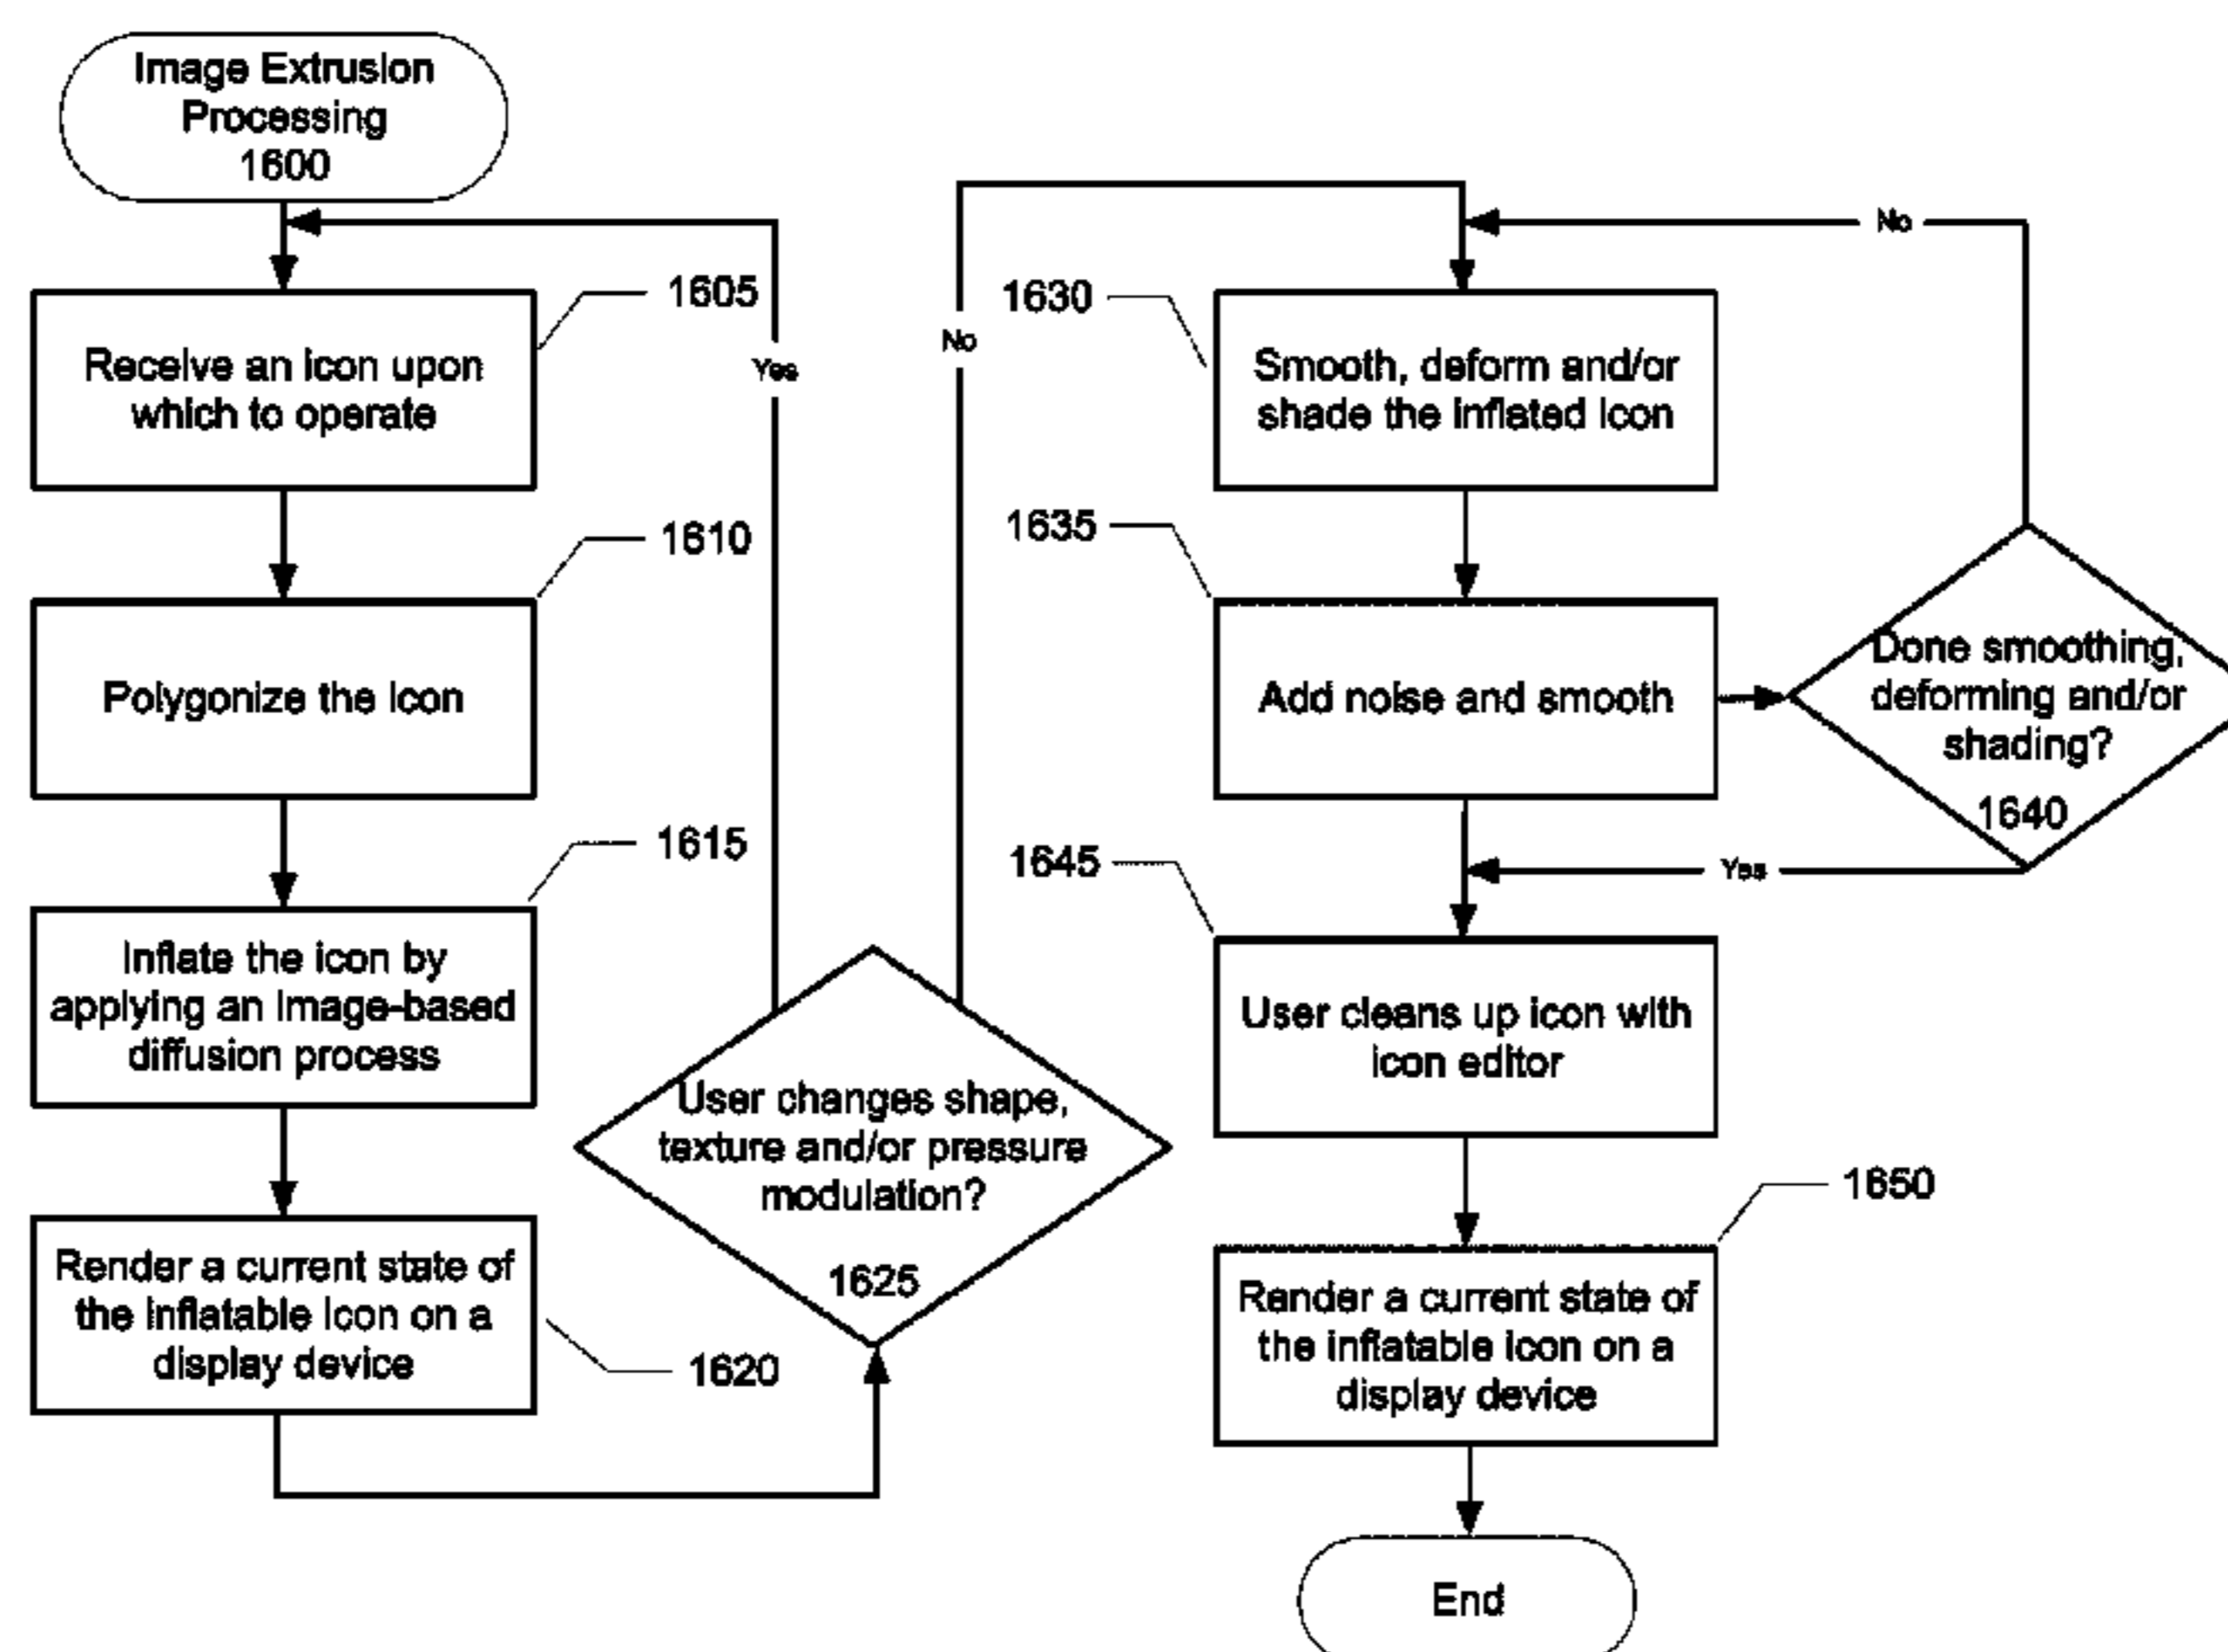 Image Extrusion
Processing
1600
1605
Receive an icon upon
which to operate
Yes
1610
Polygonize the icon
1615
Inflate the icon by
applying an image-based
diffusion process
1620
Render a current state of
the inflatable icon on a
display device
User changes shape,
texture and/or pressure
modulation?
1625
No
1630
Smooth, deform and/or
shade the inflated icon
No
1635
Add noise and smooth
Done smoothing,
deforming and/or
shading?
1640
Yes
1645
User cleans up icon with
icon editor
1650
Render a current state of
the inflatable icon on a
display device
End